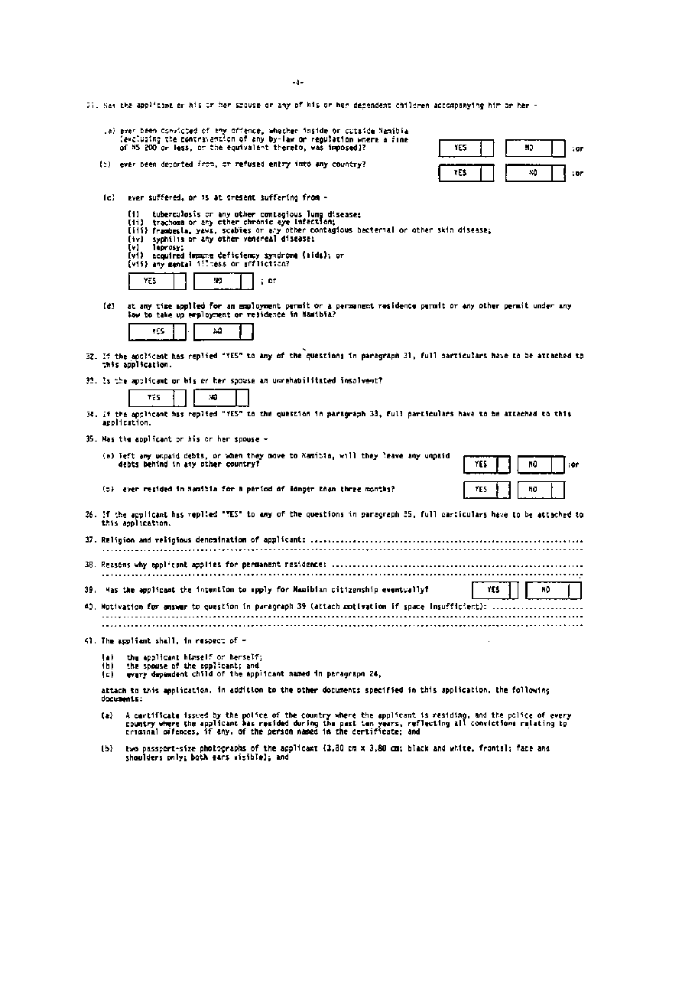 -4-
31. Has the applicant or his or her spouse or any of his or her dependent children accompanying him or her -
(a) ever been convicted of any offence, whether inside or outside Namibia
(excluding the contravention of any by-law or regulation where a fine
of N$ 200 or less, or the equivalent thereto, was imposed)? YES NO ;or
(b) ever been deported from, or refused entry into any country? YES NO ;or
(c) ever suffered, or is at present suffering from -
(i) tuberculosis or any other contagious lung disease;
(ii) trachoma or any other chronic eye infection;
(iii) frambesia, yaws, scabies or any other contagious bacterial or other skin disease;
(iv) syphilis or any other venereal disease;
(v) leprosy;
(vi) acquired immune deficiency syndrome (aids); or
(vii) any mental illness or affliction?
YES NO ; or
(d) at any time applied for an employment permit or a permanent residence permit or any other permit under any
law to take up employment or residence in Namibia?
YES NO
32. If the applicant has replied "YES" to any of the questions in paragraph 31, full particulars have to be attached to
this application.
33. Is the applicant or his or her spouse an unrehabilitated insolvent?
YES NO
34. If the applicant has replied "YES" to the question in paragraph 33, full particulars have to be attached to this
application.
35. Has the applicant or his or her spouse -
(a) left any unpaid debts, or when they move to Namibia, will they leave any unpaid
debts behind in any other country? YES NO ;or
(b) ever resided in Namibia for a period of longer than three months? YES NO
36. If the applicant has replied "YES" to any of the questions in paragraph 35, full particulars have to be attached to
this application.
37. Religion and religious denomination of applicant: ............................................................
38. Reasons why applicant applies for permanent residence: ............................................................
39. Has the applicant the intention to apply for Namibian citizenship eventually? YES NO
40. Motivation for answer to question in paragraph 39 (attach motivation if space insufficient): ......................
41. The appliant shall, in respect of -
(a) the applicant himself or herself;
(b) the spouse of the applicant; and
(c) every dependent child of the applicant named in paragraph 24,
attach to this application, in addition to the other documents specified in this application, the following
documents:
(a) A certificate issued by the police of the country where the applicant is residing, and the police of every
country where the applicant has resided during the past ten years, reflecting all convictions relating to
criminal offences, if any, of the person named in the certificate; and
(b) two passport-size photographs of the applicant (3,80 cm x 3,80 cm; black and white, frontal; face and
shoulders only; both ears visible); and